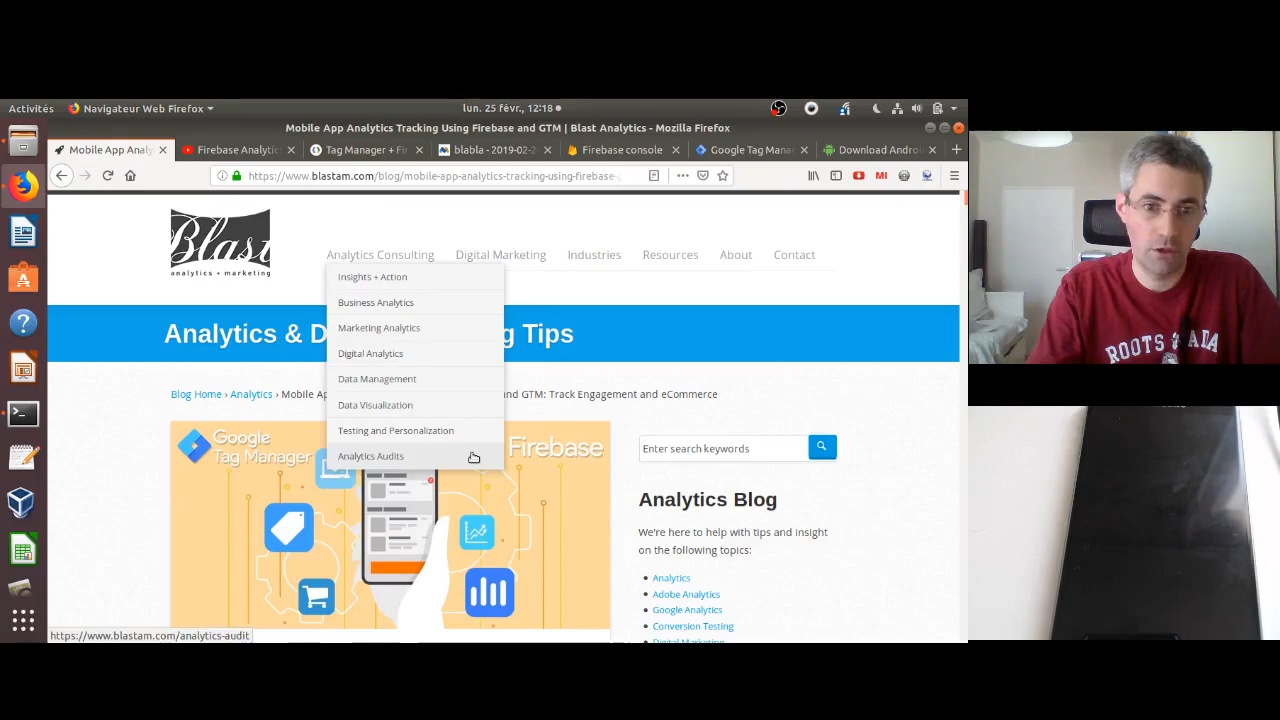 Activités
Navigateur Web Firefox
lun. 25 févr., 12:18
Mobile App Analytics Tracking Using Firebase and GTM | Blast Analytics - Mozilla Firefox
Mobile App Analy
Firebase Analytic
Tag Manager + Fi
blabla - 2019-02-2
Firebase console
Google Tag Mana
Download Andro
https://www.blastam.com/blog/mobile-app-analytics-tracking-using-firebase-
Blast
analytics + marketing
Analytics Consulting
Digital Marketing
Industries
Resources
About
Contact
Insights + Action
Business Analytics
Marketing Analytics
Digital Analytics
Data Management
Data Visualization
Testing and Personalization
Analytics Audits
Analytics & D
g Tips
Blog Home › Analytics › Mobile Ap
nd GTM: Track Engagement and eCommerce
Google
Tag Manager
Firebase
Enter search keywords
Analytics Blog
We're here to help with tips and insight
on the following topics:
Analytics
Adobe Analytics
Google Analytics
Conversion Testing
Digital Marketing
https://www.blastam.com/analytics-audit
MI
ROOTS